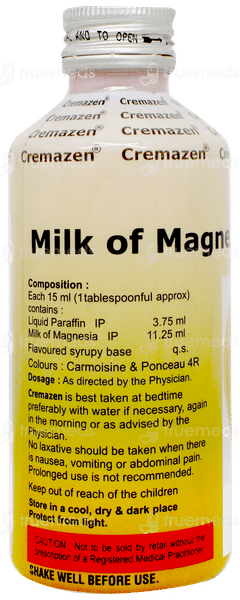 AND TO OPEN
Cremazen® Cremazen®
Cremazen® Cremazen®
Milk of Magne
Composition :
Each 15 ml (1tablespoonful approx)
contains :
Liquid Paraffin IP 3.75 ml
Milk of Magnesia IP 11.25 ml
Flavoured syrupy base q.s.
Colours : Carmoisine & Ponceau 4R
Dosage : As directed by the Physician.
Cremazen is best taken at bedtime
preferably with water if necessary, again
in the morning or as advised by the
Physician.
No laxative should be taken when there
is nausea, vomiting or abdominal pain.
Prolonged use is not recommended.
Keep out of reach of the children
Store in a cool, dry & dark place
Protect from light.
CAUTION : Not to be sold by retail without the
prescription of a Registered Medical Practitioner
SHAKE WELL BEFORE USE.
truemeds